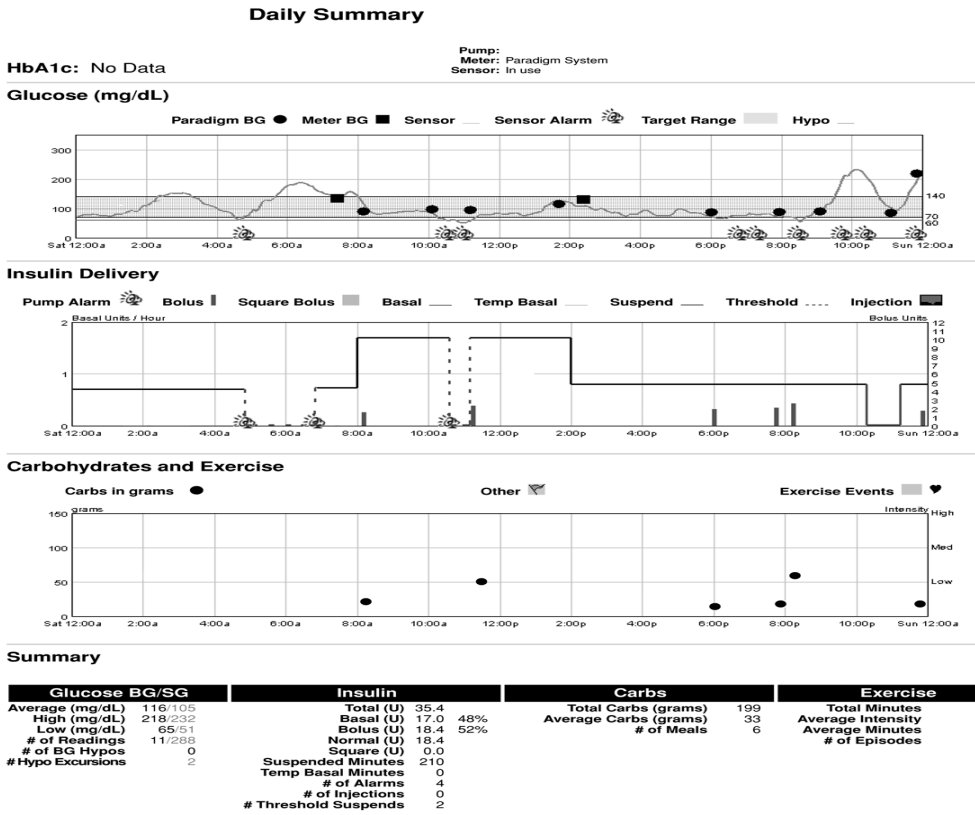 Daily Summary
Pump:
HbA1c: No Data
Meter: Paradigm System
Sensor: In use
Glucose (mg/dL)
Paradigm BG Meter BG Sensor Sensor Alarm Target Range Hypo
300
200
140
100
70
60
0
Sat 12:00a 2:00a 4:00a 6:00a 8:00a 10:00a 12:00p 2:00p 4:00p 6:00p 8:00p 10:00p Sun 12:00a
Insulin Delivery
Pump Alarm Bolus Square Bolus Basal Temp Basal Suspend Threshold Injection
Basal Units / Hour Bolus Units
2 12
11
10
9
8
7
1 6
5
4
3
2
1
0 0
Sat 12:00a 2:00a 4:00a 6:00a 8:00a 10:00a 12:00p 2:00p 4:00p 6:00p 8:00p 10:00p Sun 12:00a
Carbohydrates and Exercise
Carbs in grams Other Exercise Events
grams Intensity
150 High
100 Med
50 Low
0
Sat 12:00a 2:00a 4:00a 6:00a 8:00a 10:00a 12:00p 2:00p 4:00p 6:00p 8:00p 10:00p Sun 12:00a
Summary
Glucose BG/SG Insulin Carbs Exercise
Average (mg/dL) 116/105 Total (U) 35.4 Total Carbs (grams) 199 Total Minutes
High (mg/dL) 218/232 Basal (U) 17.0 48% Average Carbs (grams) 33 Average Intensity
Low (mg/dL) 65/51 Bolus (U) 18.4 52% # of Meals 6 Average Minutes
# of Readings 11/288 Normal (U) 18.4 # of Episodes
# of BG Hypos 0 Square (U) 0.0
# Hypo Excursions 2 Suspended Minutes 210
Temp Basal Minutes 0
# of Alarms 4
# of Injections 0
# Threshold Suspends 2